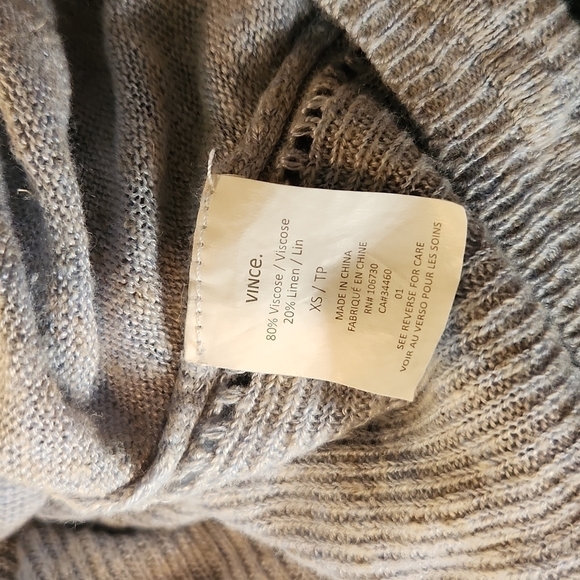 VINCE.
80% Viscose / Viscose
20% Linen / Lin
XS / TP
MADE IN CHINA
FABRIQUÉ EN CHINE
RN# 106730
CA#34460
01
SEE REVERSE FOR CARE
VOIR AU VERSO POUR LES SOINS